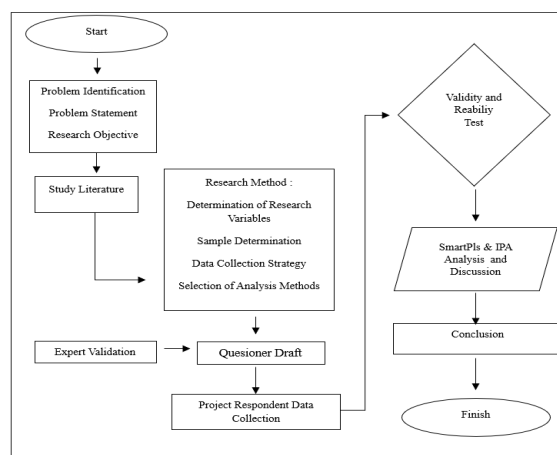 Start
Problem Identification
Problem Statement
Research Objective
Study Literature
Research Method :
Determination of Research
Variables
Sample Determination
Data Collection Strategy
Selection of Analysis Methods
Expert Validation
Quesioner Draft
Project Respondent Data
Collection
Validity and
Reabiliy
Test
SmartPls & IPA
Analysis and
Discussion
Conclusion
Finish